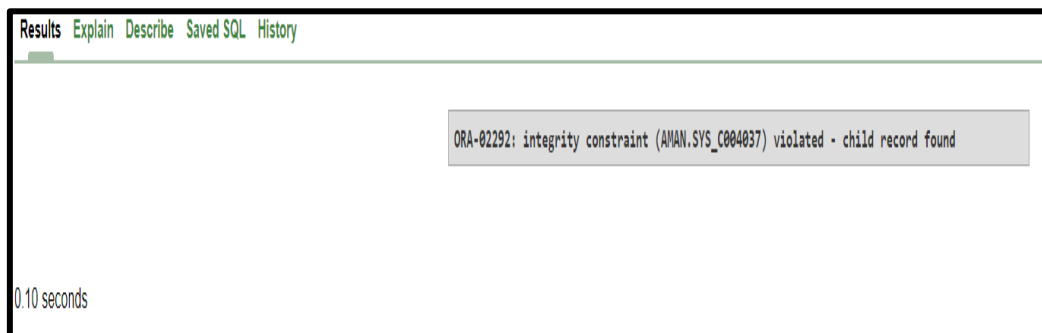 Results Explain Describe Saved SQL History
ORA-02292: integrity constraint (AMAN.SYS_C004037) violated - child record found
0.10 seconds